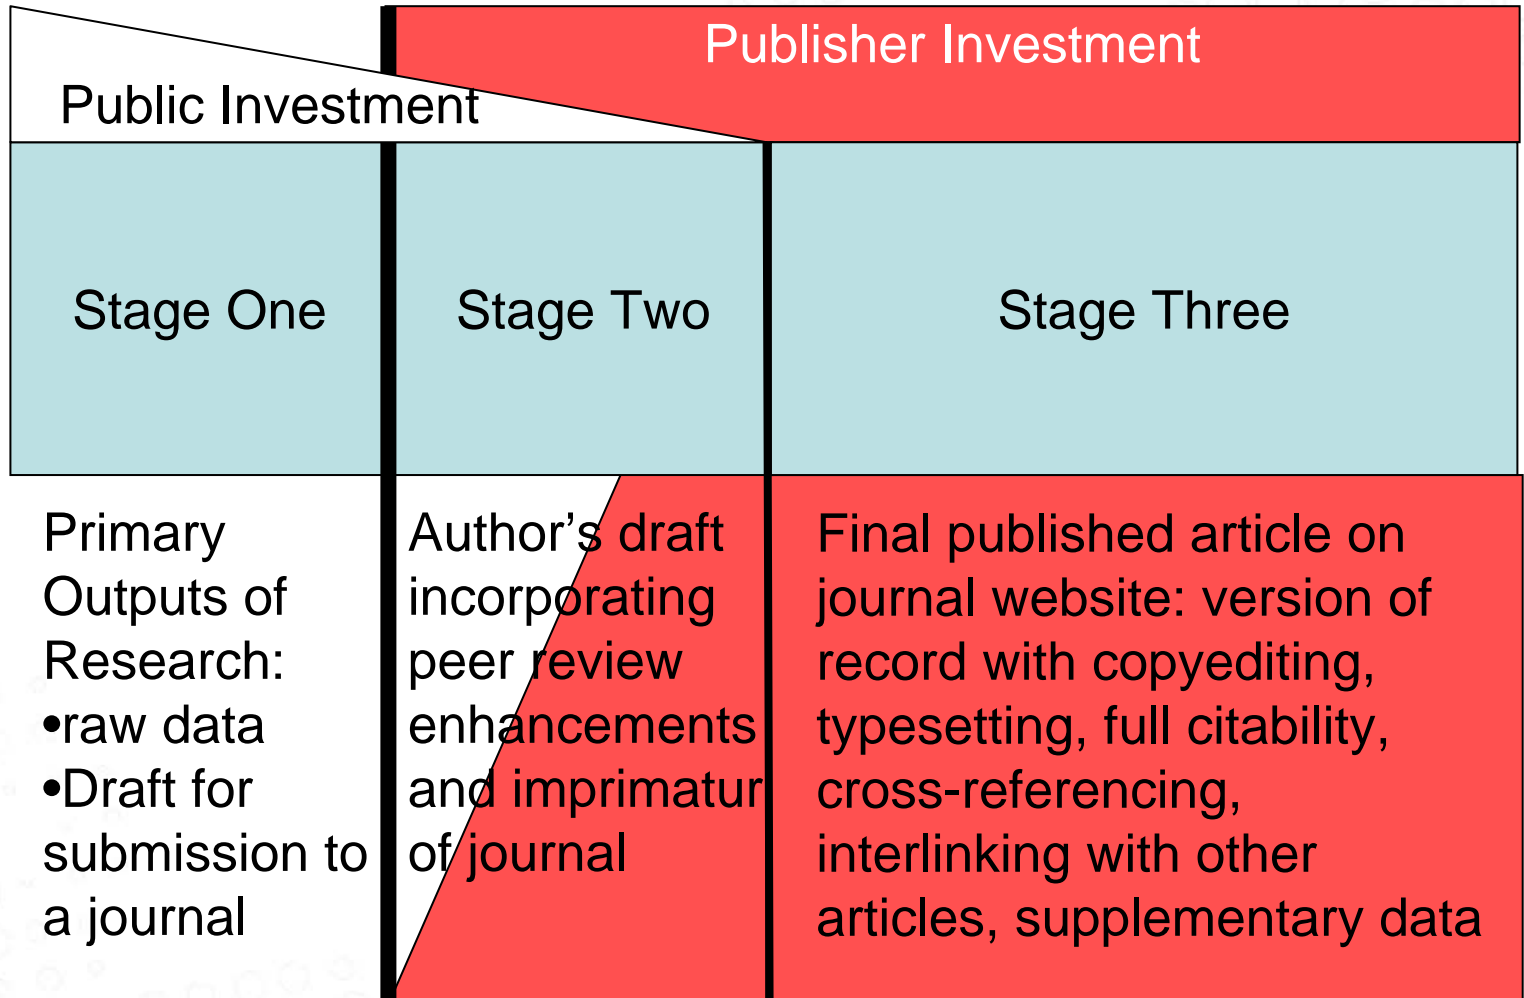 Publisher Investment
Public Investment
Stage One
Stage Two
Stage Three
Primary
Outputs of
Research:
•raw data
•Draft for
submission to
a journal
Author’s draft
incorporating
peer review
enhancements
and imprimatur
of journal
Final published article on
journal website: version of
record with copyediting,
typesetting, full citability,
cross-referencing,
interlinking with other
articles, supplementary data